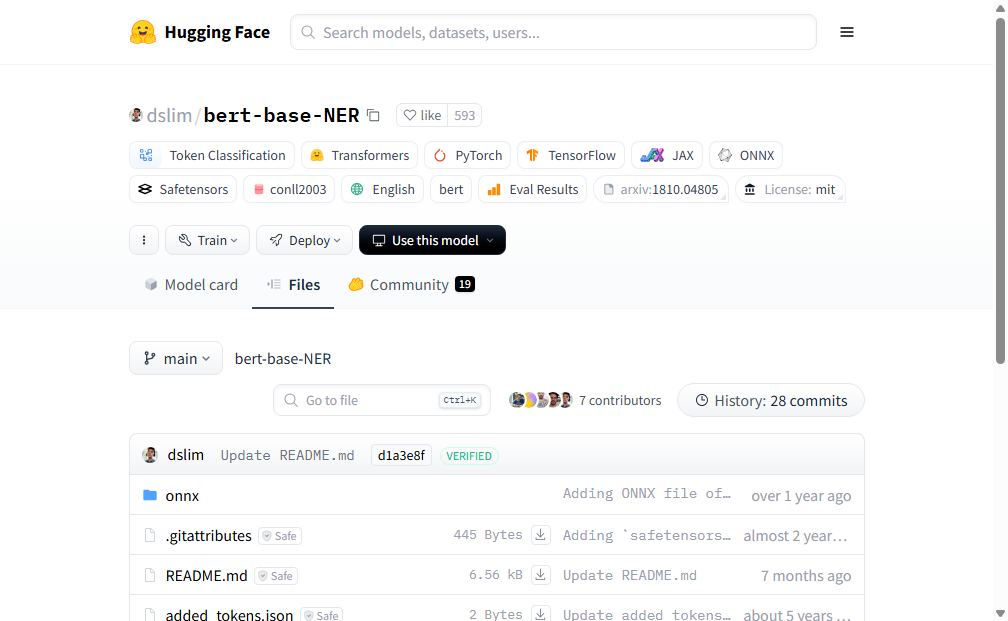 Hugging Face Search models, datasets, users...
dslim/bert-base-NER like 593
Token Classification Transformers PyTorch TensorFlow JAX ONNX
Safetensors conll2003 English bert Eval Results arxiv:1810.04805 License: mit
Train Deploy Use this model
Model card Files Community 19
main bert-base-NER
Go to file Ctrl+K 7 contributors History: 28 commits
dslim Update README.md d1a3e8f VERIFIED
onnx Adding ONNX file of… over 1 year ago
.gitattributes Safe 445 Bytes Adding `safetensors… almost 2 year…
README.md Safe 6.56 kB Update README.md 7 months ago
added_tokens.json Safe 2 Bytes Update added_tokens… about 5 years …